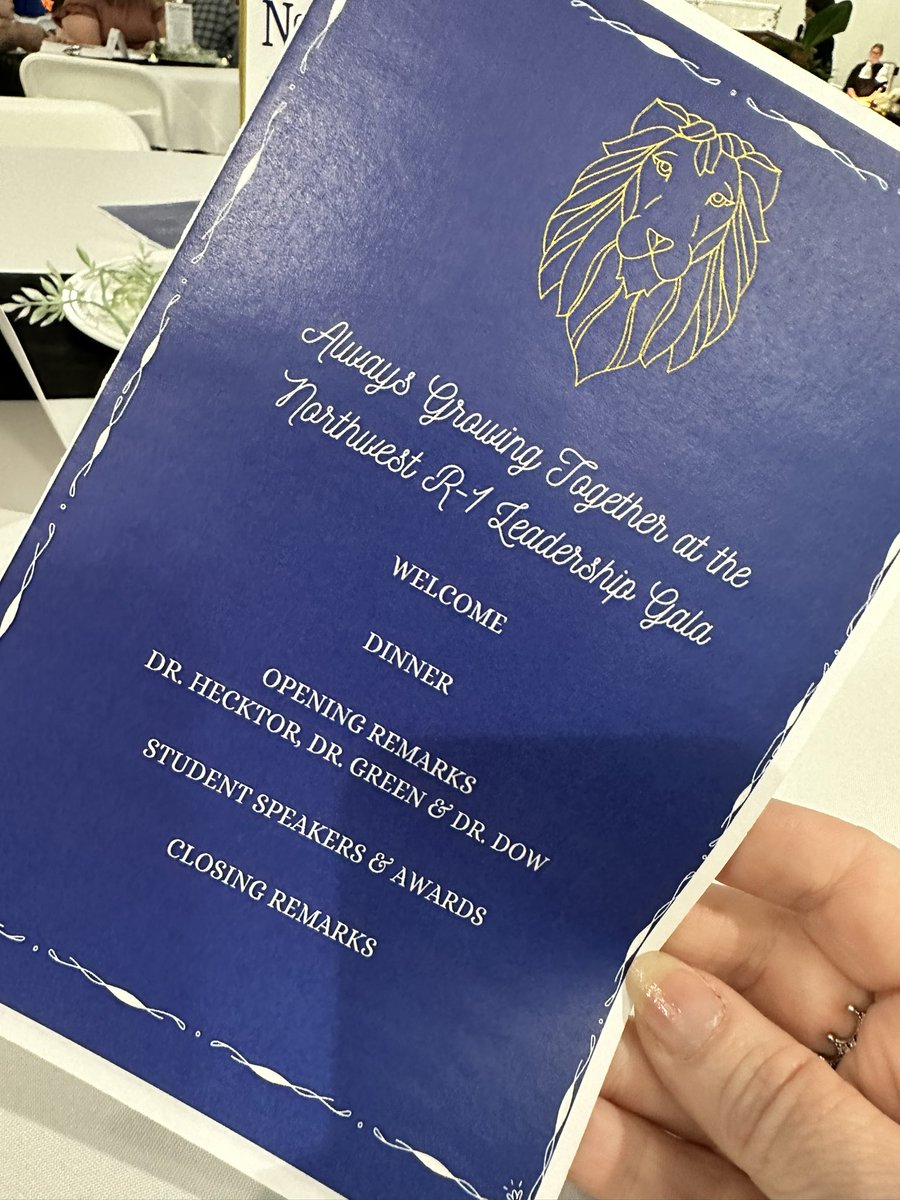 Always Growing Together at the
Northwest R-1 Leadership Gala
WELCOME
DINNER
OPENING REMARKS
DR. HECKTOR, DR. GREEN & DR. DOW
STUDENT SPEAKERS & AWARDS
CLOSING REMARKS